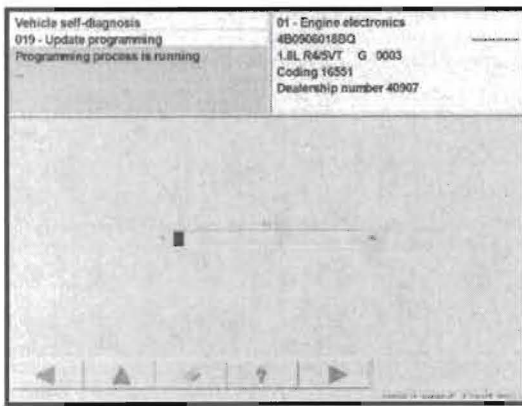 Vehicle self-diagnosis
019 - Update programming
Programming process is running
01 - Engine electronics
4B0906018BQ
1.8L R4/5VT G 0003
Coding 16551
Dealership number 40907
?